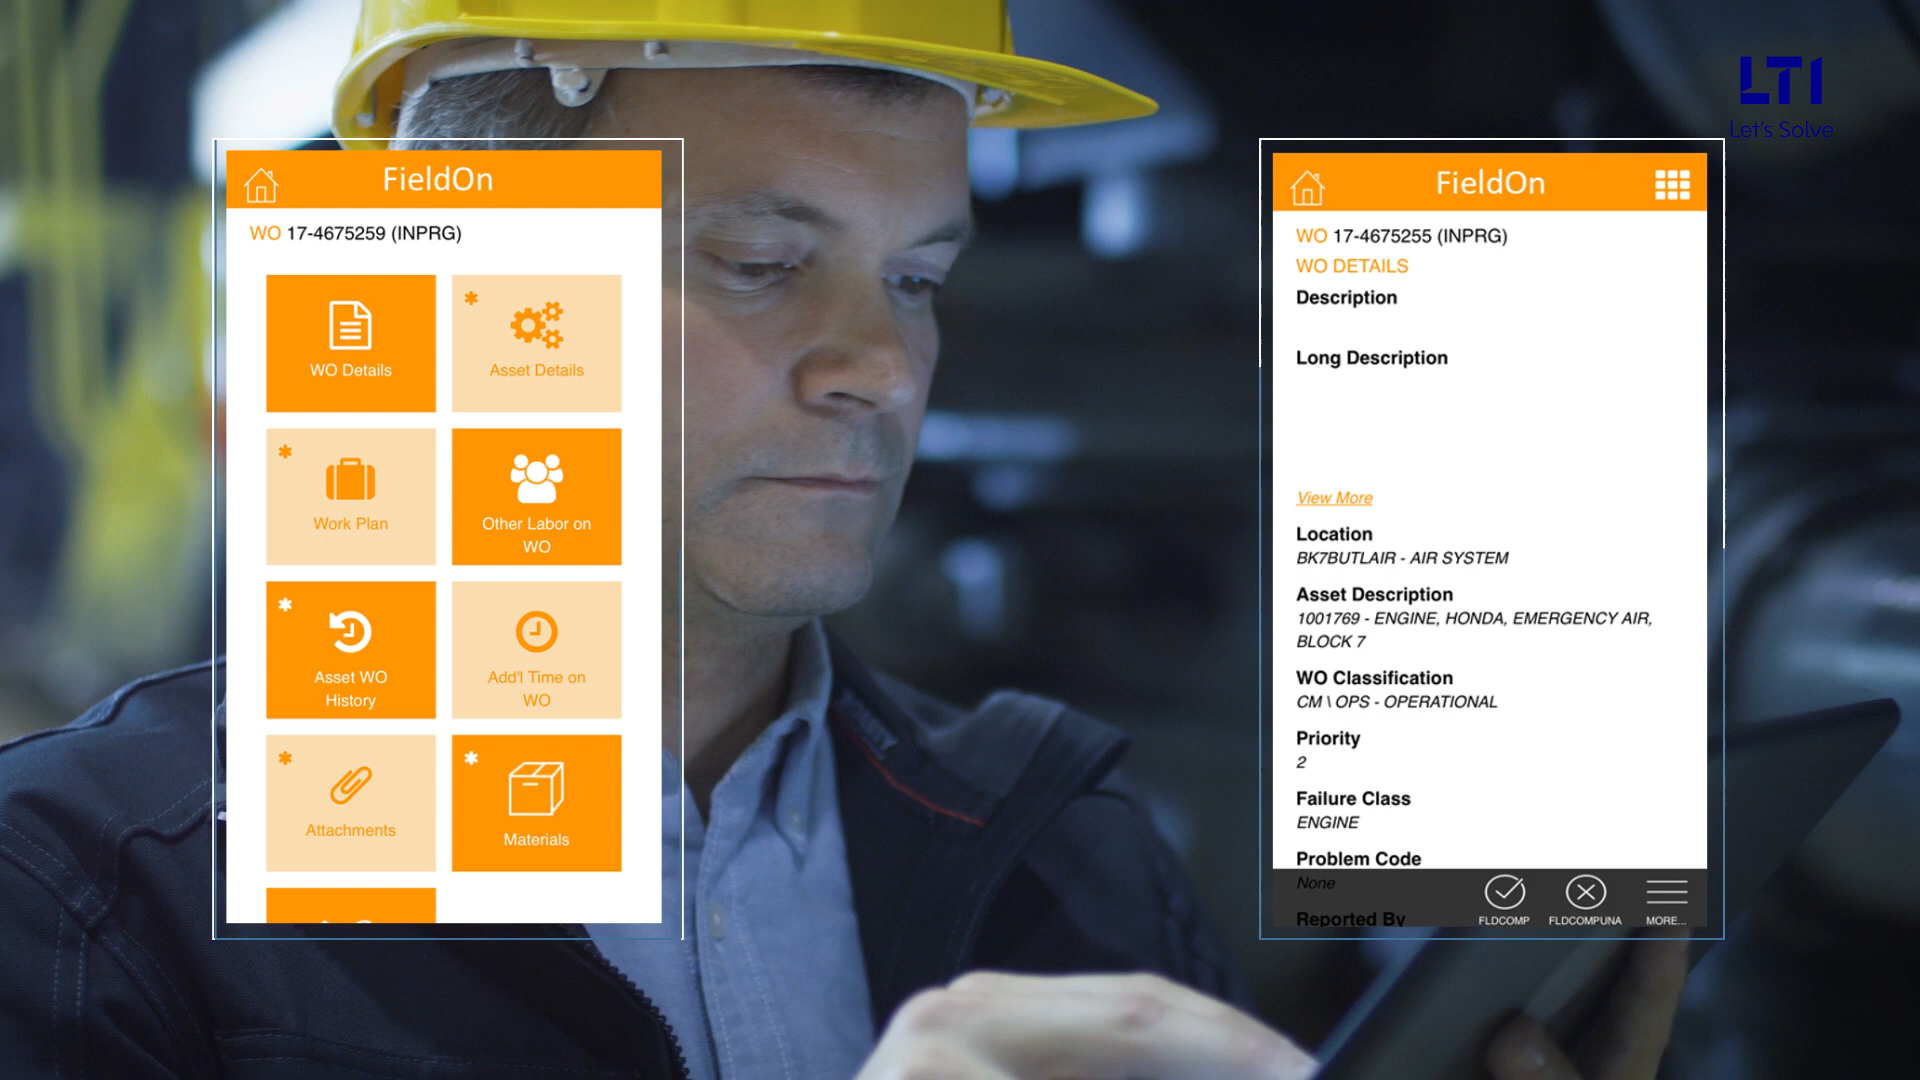 LTI
Let's Solve
FieldOn
WO 17-4675259 (INPRG)
WO Details
Asset Details
Work Plan
Other Labor on
WO
Asset WO
History
Add'l Time on
WO
Attachments
Materials
FieldOn
WO 17-4675255 (INPRG)
WO DETAILS
Description
Long Description
View More
Location
BK7BUTLAIR - AIR SYSTEM
Asset Description
1001769 - ENGINE, HONDA, EMERGENCY AIR,
BLOCK 7
WO Classification
CM \ OPS - OPERATIONAL
Priority
2
Failure Class
ENGINE
Problem Code
None
Reported By
FLDCOMP
FLDCOMPUNA
MORE...